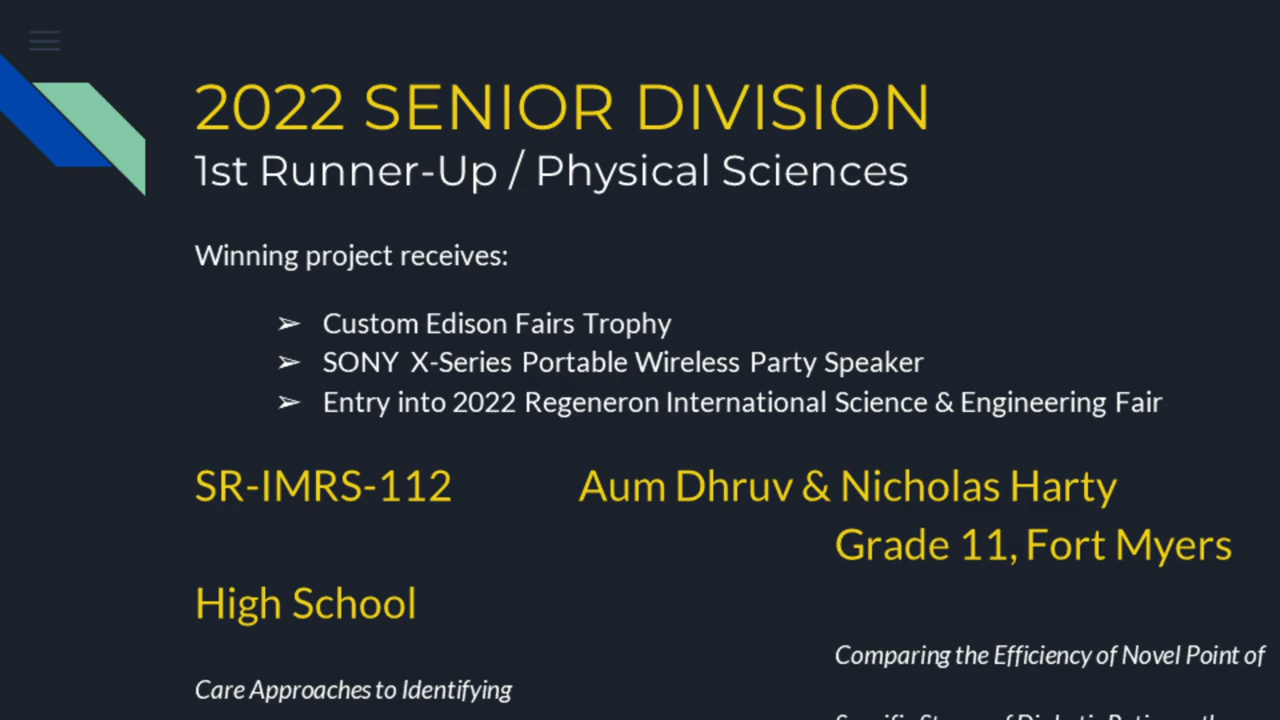 2022 SENIOR DIVISION
1st Runner-Up / Physical Sciences
Winning project receives:
➢ Custom Edison Fairs Trophy
➢ SONY X-Series Portable Wireless Party Speaker
➢ Entry into 2022 Regeneron International Science & Engineering Fair
SR-IMRS-112 Aum Dhruv & Nicholas Harty
Grade 11, Fort Myers
High School
Comparing the Efficiency of Novel Point of
Care Approaches to Identifying